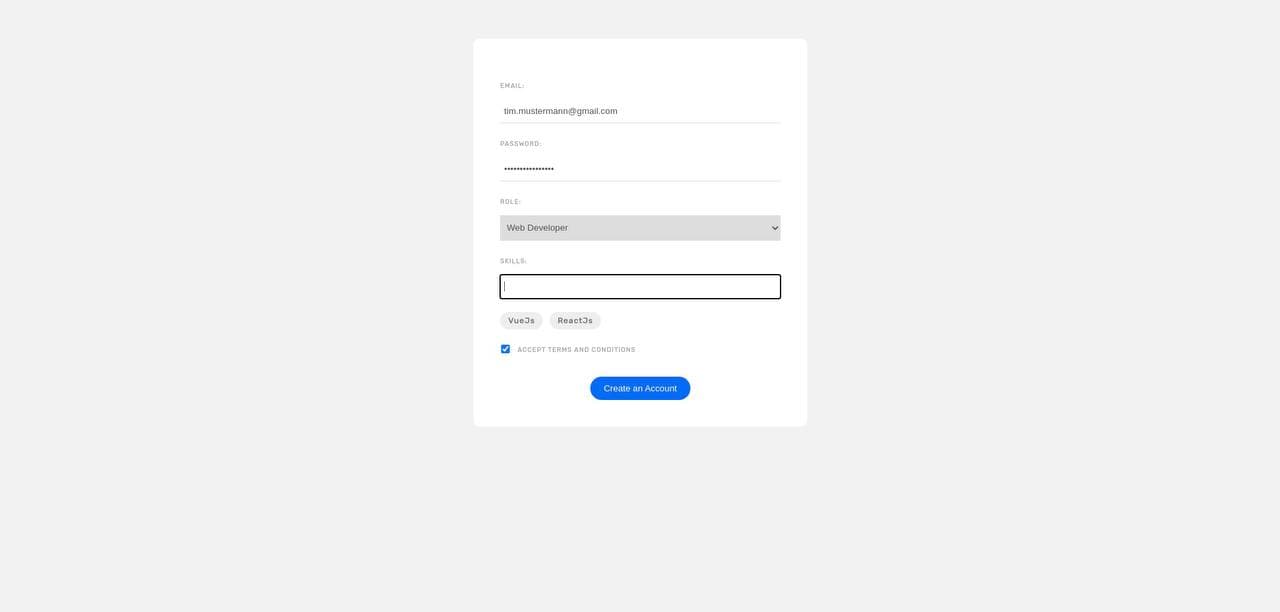 EMAIL:
tim.mustermann@gmail.com
PASSWORD:
••••••••••••••••
ROLE:
Web Developer
SKILLS:
VueJs ReactJs
ACCEPT TERMS AND CONDITIONS
Create an Account